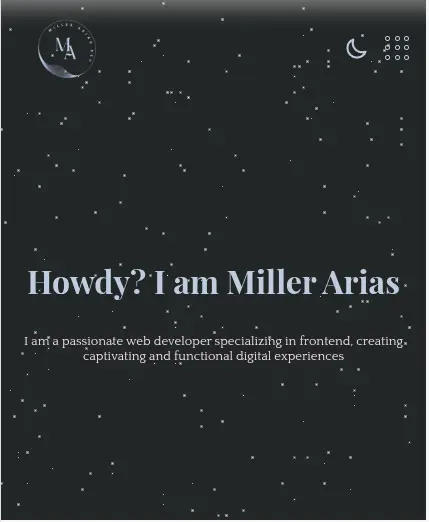 MA
Howdy? I am Miller Arias
I am a passionate web developer specializing in frontend, creating
captivating and functional digital experiences